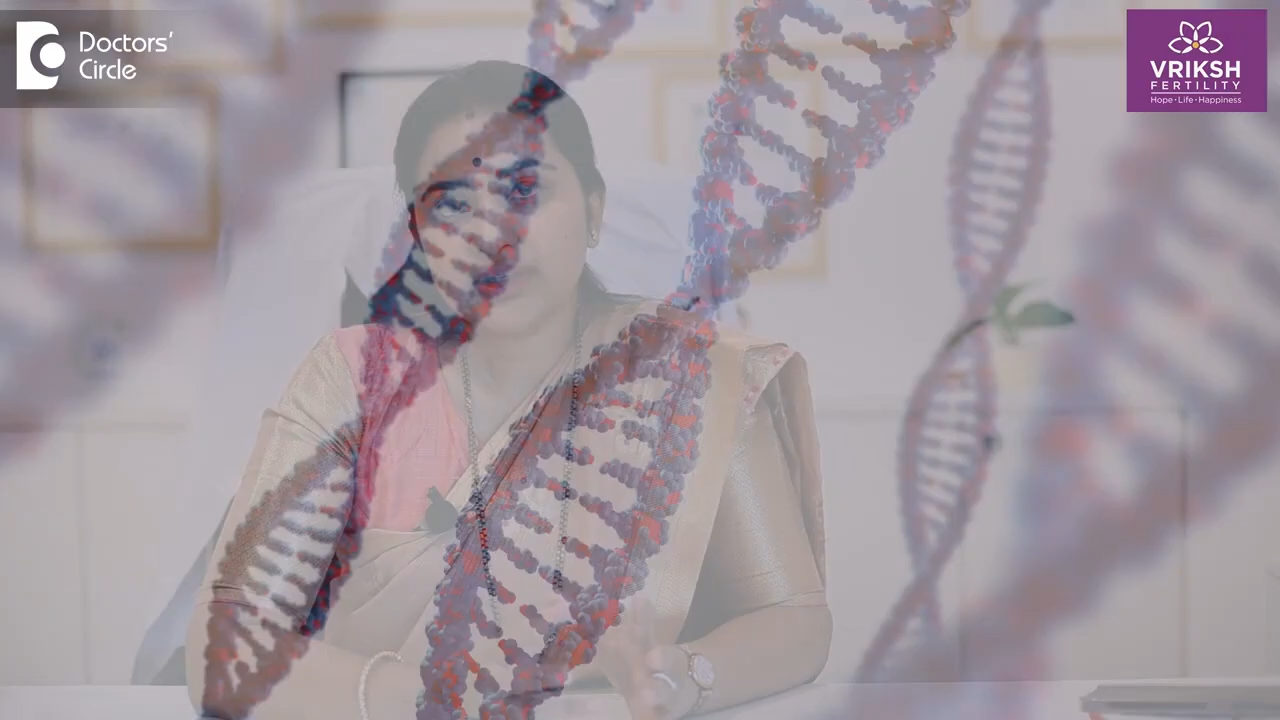 Doctors'
Circle
VRIKSH
FERTILITY
Hope·Life·Happiness